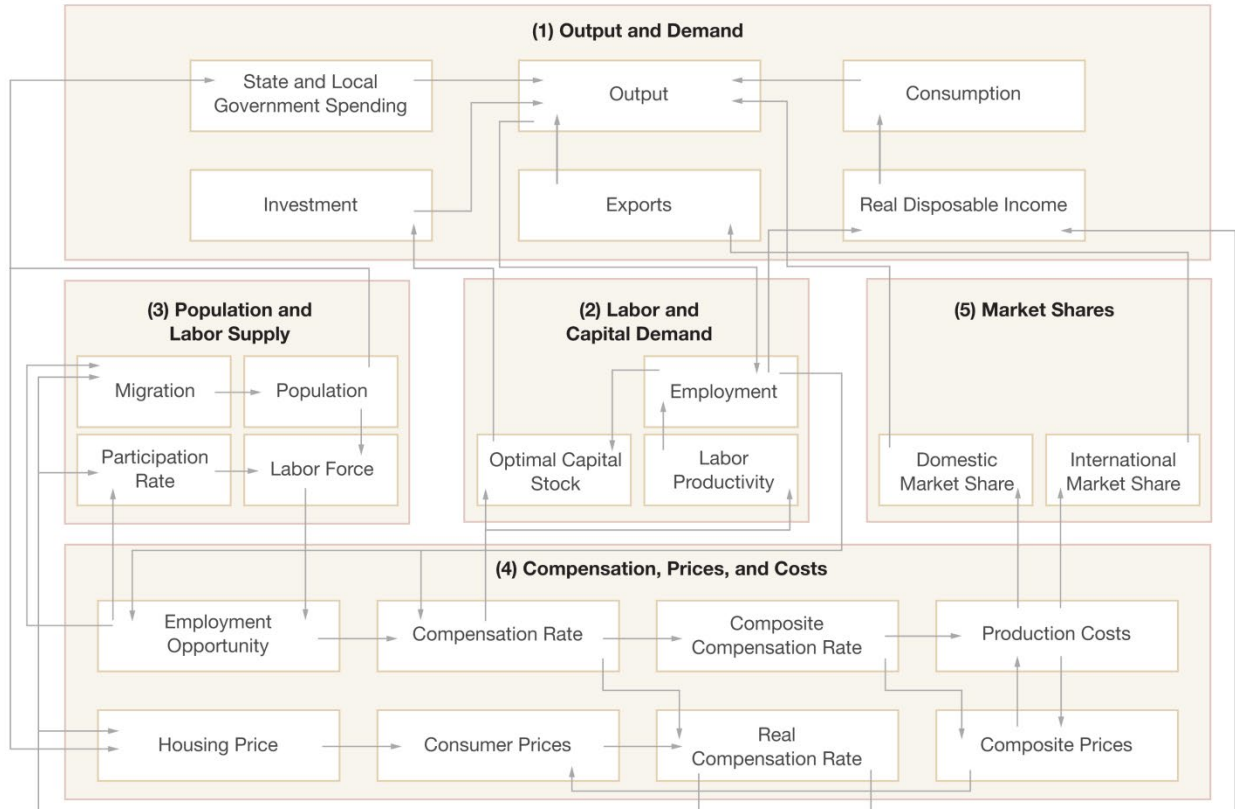 (1) Output and Demand
State and Local
Government Spending
Output
Consumption
Investment
Exports
Real Disposable Income
(3) Population and
Labor Supply
Migration
Population
Participation
Rate
Labor Force
(2) Labor and
Capital Demand
Employment
Optimal Capital
Stock
Labor
Productivity
(5) Market Shares
Domestic
Market Share
International
Market Share
(4) Compensation, Prices, and Costs
Employment
Opportunity
Compensation Rate
Composite
Compensation Rate
Production Costs
Housing Price
Consumer Prices
Real
Compensation Rate
Composite Prices